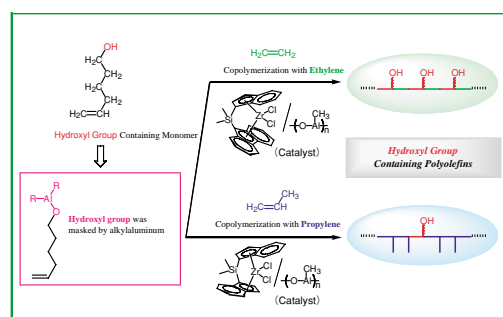 OH
H₂C
CH₂
H₂C
CH₂
H₂C=CH
Hydroxyl Group Containing Monomer
R
R-Al
O
Hydroxyl group was
masked by alkylaluminum
H₂C=CH₂
Copolymerization with Ethylene
Si
Zr
Cl
Cl
CH₃
(O-Al)n
(Catalyst)
OH OH OH
Hydroxyl Group
Containing Polyolefins
CH₃
H₂C=CH
Copolymerization with Propylene
Si
Zr
Cl
Cl
CH₃
(O-Al)n
(Catalyst)
OH